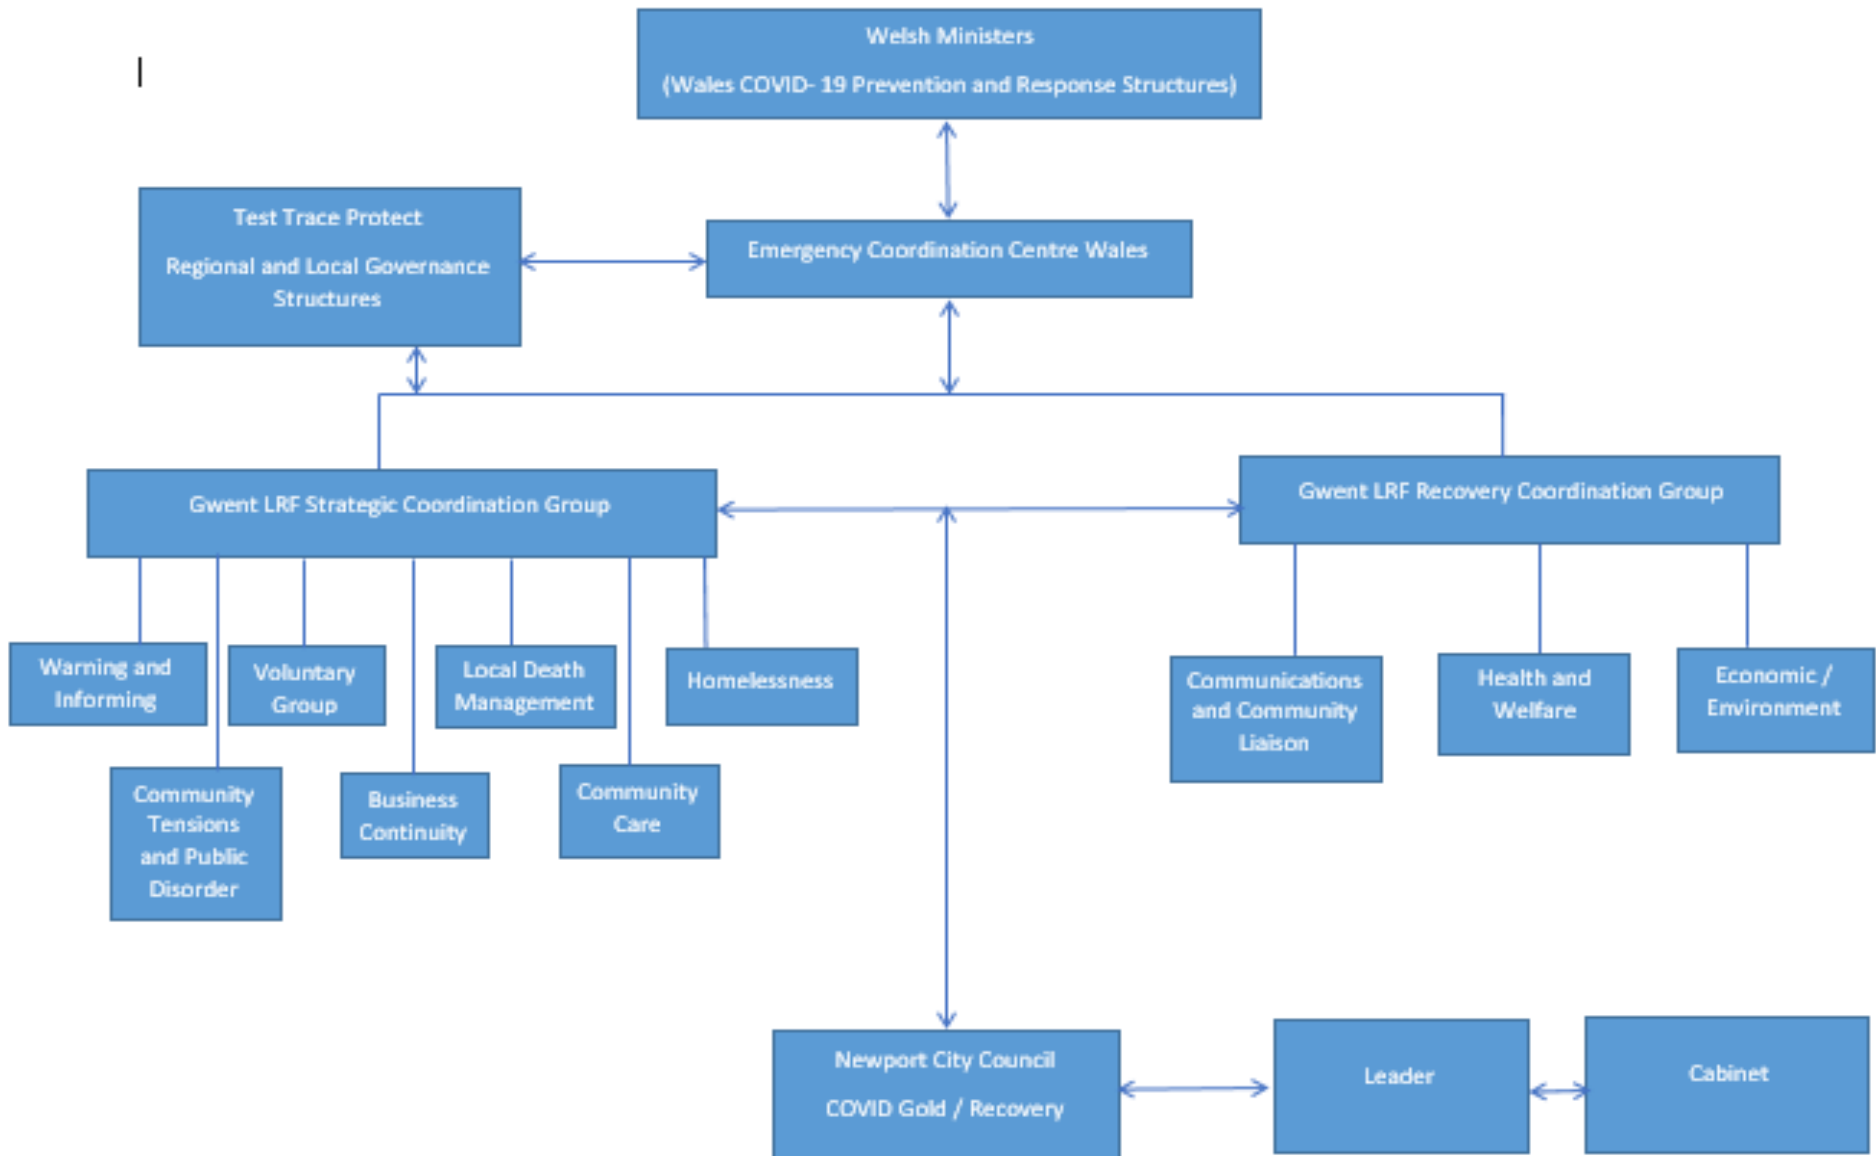 Welsh Ministers
(Wales COVID- 19 Prevention and Response Structures)
Test Trace Protect
Regional and Local Governance
Structures
Emergency Coordination Centre Wales
Gwent LRF Strategic Coordination Group
Gwent LRF Recovery Coordination Group
Warning and
Informing
Voluntary
Group
Local Death
Management
Homelessness
Community
Tensions
and Public
Disorder
Business
Continuity
Community
Care
Communications
and Community
Liaison
Health and
Welfare
Economic /
Environment
Newport City Council
COVID Gold / Recovery
Leader
Cabinet